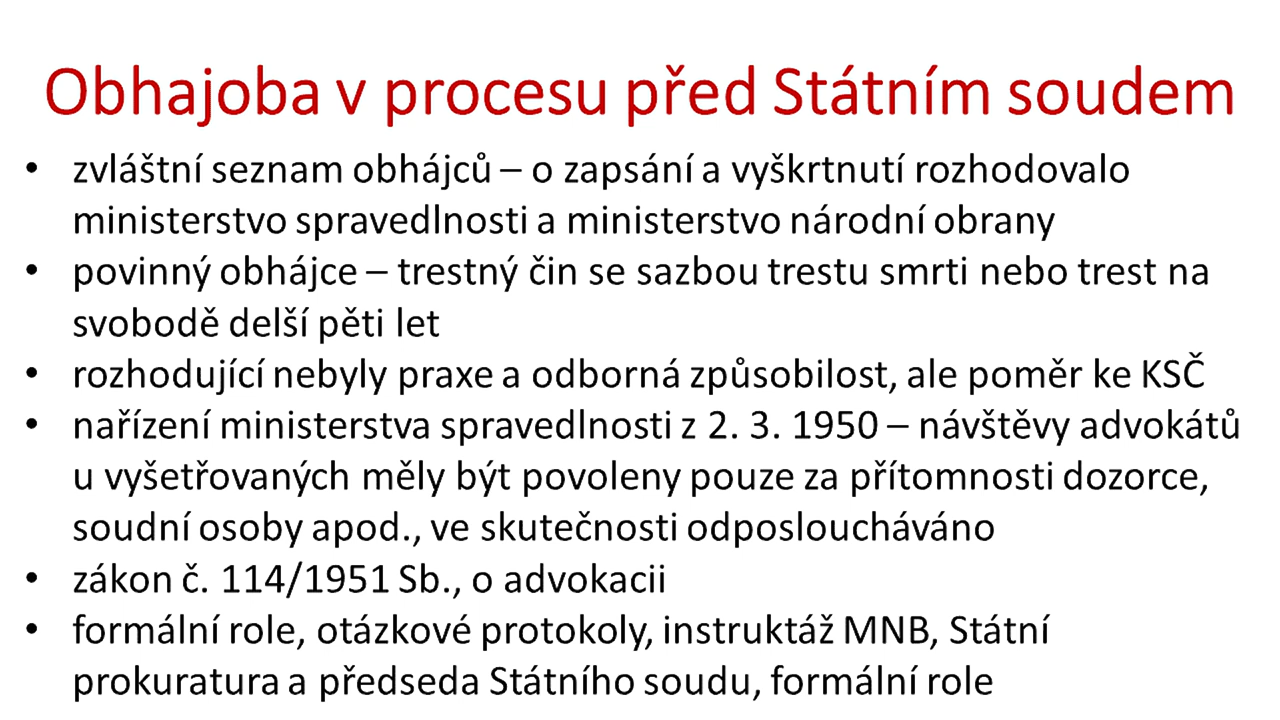 Obhajoba v procesu před Státním soudem
• zvláštní seznam obhájců – o zapsání a vyškrtnutí rozhodovalo
ministerstvo spravedlnosti a ministerstvo národní obrany
• povinný obhájce – trestný čin se sazbou trestu smrti nebo trest na
svobodě delší pěti let
• rozhodující nebyly praxe a odborná způsobilost, ale poměr ke KSČ
• nařízení ministerstva spravedlnosti z 2. 3. 1950 – návštěvy advokátů
u vyšetřovaných měly být povoleny pouze za přítomnosti dozorce,
soudní osoby apod., ve skutečnosti odposloucháváno
• zákon č. 114/1951 Sb., o advokacii
• formální role, otázkové protokoly, instruktáž MNB, Státní
prokuratura a předseda Státního soudu, formální role